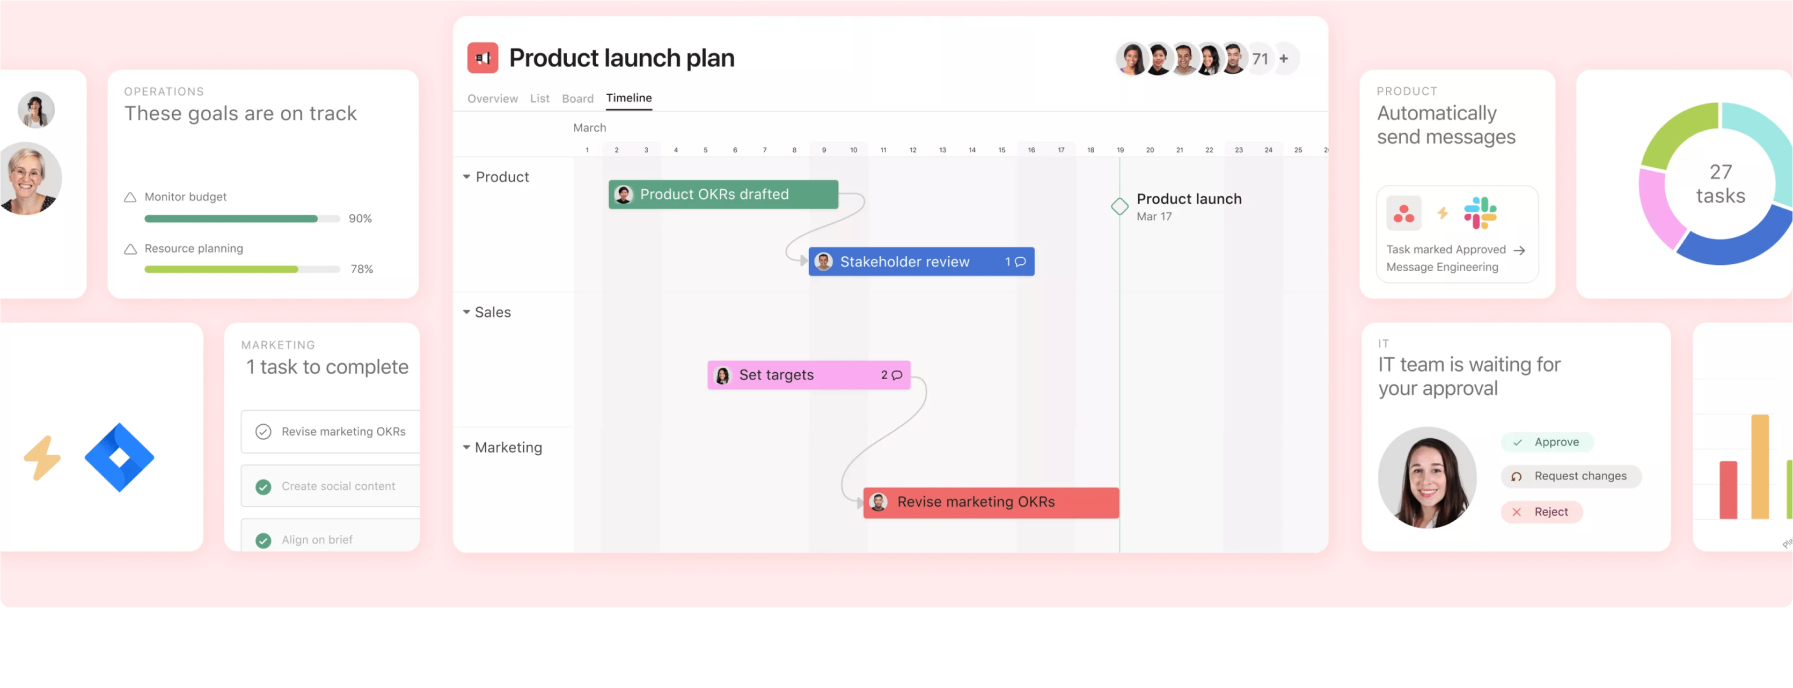 OPERATIONS
These goals are on track
Monitor budget
90%
Resource planning
78%
MARKETING
1 task to complete
Revise marketing OKRs
Create social content
Align on brief
Product launch plan
71 +
Overview List Board Timeline
March
1 2 3 4 5 6 7 8 9 10 11 12 13 14 15 16 17 18 19 20 21 22 23 24 25
Product
Product OKRs drafted
Product launch
Mar 17
Stakeholder review 1
Sales
Set targets 2
Marketing
Revise marketing OKRs
PRODUCT
Automatically
send messages
Task marked Approved →
Message Engineering
27
tasks
IT
IT team is waiting for
your approval
Approve
Request changes
Reject